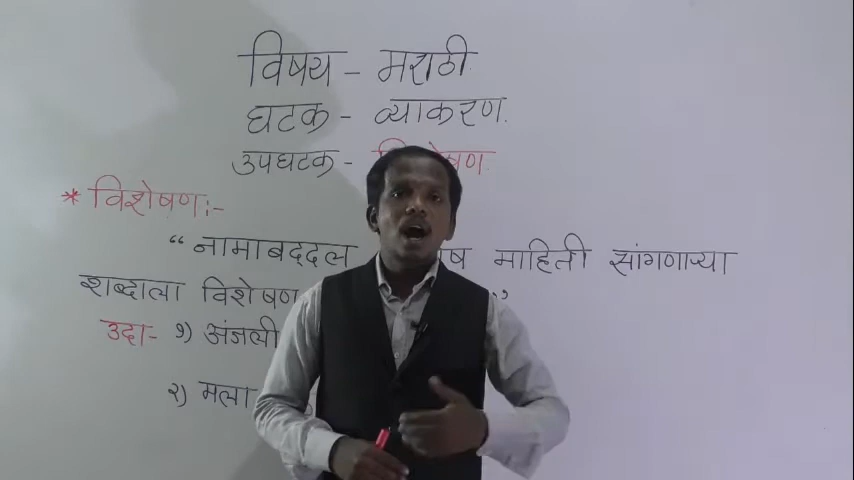 विषय - मराठी.
घटक - व्याकरण.
उपघटक -
* विशेषण:-
“ नामाबद्दल माहिती सांगणाऱ्या
शब्दाला विशेषण ”
उदा- १) अंजली
२) मला